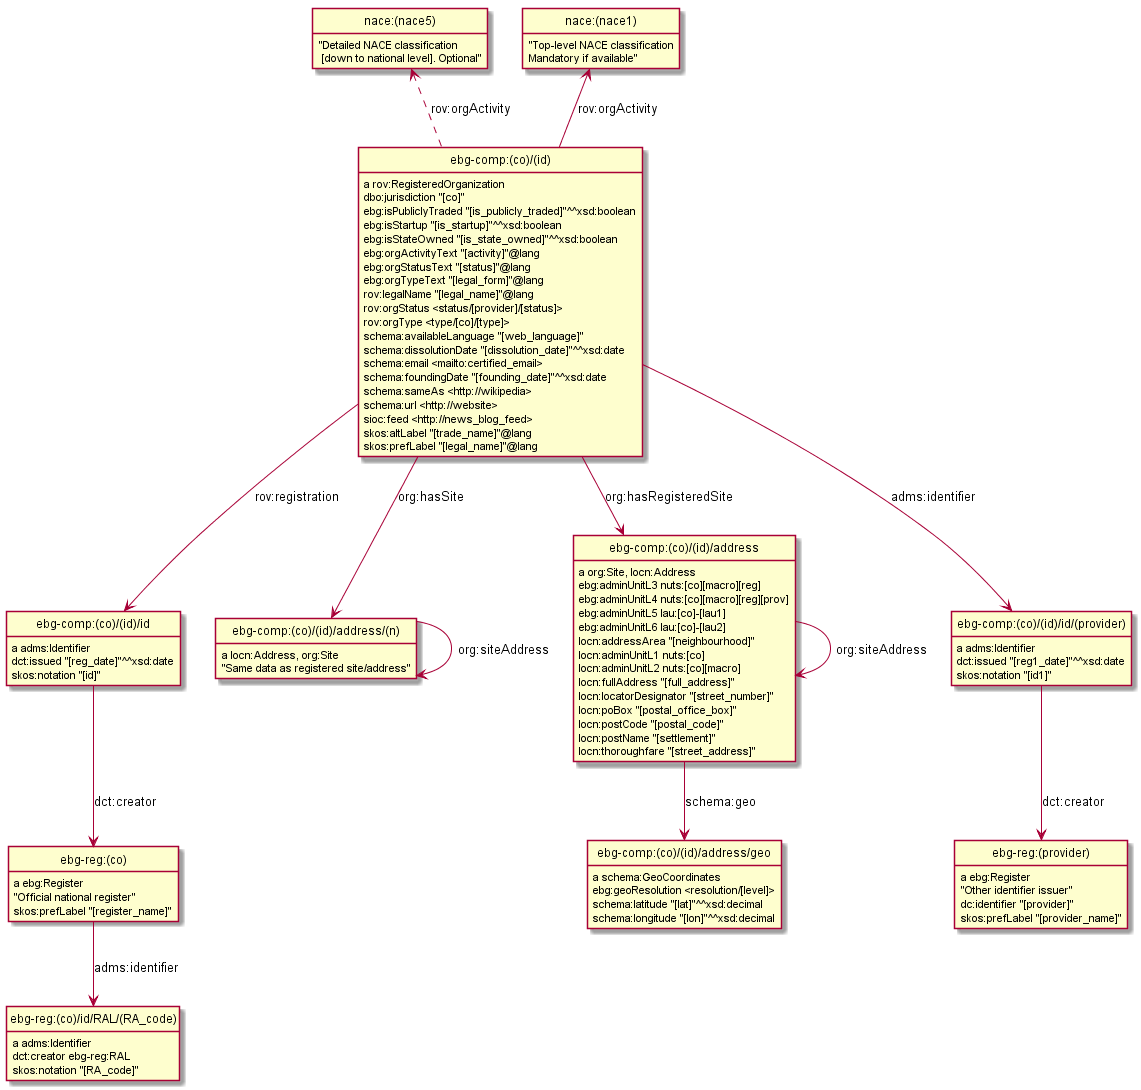 nace:(nace5)
"Detailed NACE classification
[down to national level]. Optional"
nace:(nace1)
"Top-level NACE classification
Mandatory if available"
rov:orgActivity
rov:orgActivity
ebg-comp:(co)/(id)
a rov:RegisteredOrganization
dbo:jurisdiction "[co]"
ebg:isPubliclyTraded "[is_publicly_traded]"^^xsd:boolean
ebg:isStartup "[is_startup]"^^xsd:boolean
ebg:isStateOwned "[is_state_owned]"^^xsd:boolean
ebg:orgActivityText "[activity]"@lang
ebg:orgStatusText "[status]"@lang
ebg:orgTypeText "[legal_form]"@lang
rov:legalName "[legal_name]"@lang
rov:orgStatus <status/[provider]/[status]>
rov:orgType <type/[co]/[type]>
schema:availableLanguage "[web_language]"
schema:dissolutionDate "[dissolution_date]"^^xsd:date
schema:email <mailto:certified_email>
schema:foundingDate "[founding_date]"^^xsd:date
schema:sameAs <http://wikipedia>
schema:url <http://website>
sioc:feed <http://news_blog_feed>
skos:altLabel "[trade_name]"@lang
skos:prefLabel "[legal_name]"@lang
rov:registration
org:hasSite
org:hasRegisteredSite
adms:identifier
ebg-comp:(co)/(id)/id
a adms:Identifier
dct:issued "[reg_date]"^^xsd:date
skos:notation "[id]"
ebg-comp:(co)/(id)/address/(n)
a locn:Address, org:Site
"Same data as registered site/address"
org:siteAddress
ebg-comp:(co)/(id)/address
a org:Site, locn:Address
ebg:adminUnitL3 nuts:[co][macro][reg]
ebg:adminUnitL4 nuts:[co][macro][reg][prov]
ebg:adminUnitL5 lau:[co]-[lau1]
ebg:adminUnitL6 lau:[co]-[lau2]
locn:addressArea "[neighbourhood]"
locn:adminUnitL1 nuts:[co]
locn:adminUnitL2 nuts:[co][macro]
locn:fullAddress "[full_address]"
locn:locatorDesignator "[street_number]"
locn:poBox "[postal_office_box]"
locn:postCode "[postal_code]"
locn:postName "[settlement]"
locn:thoroughfare "[street_address]"
org:siteAddress
ebg-comp:(co)/(id)/id/(provider)
a adms:Identifier
dct:issued "[reg1_date]"^^xsd:date
skos:notation "[id1]"
dct:creator
schema:geo
dct:creator
ebg-reg:(co)
a ebg:Register
"Official national register"
skos:prefLabel "[register_name]"
ebg-comp:(co)/(id)/address/geo
a schema:GeoCoordinates
ebg:geoResolution <resolution/[level]>
schema:latitude "[lat]"^^xsd:decimal
schema:longitude "[lon]"^^xsd:decimal
ebg-reg:(provider)
a ebg:Register
"Other identifier issuer"
dc:identifier "[provider]"
skos:prefLabel "[provider_name]"
adms:identifier
ebg-reg:(co)/id/RAL/(RA_code)
a adms:Identifier
dct:creator ebg-reg:RAL
skos:notation "[RA_code]"